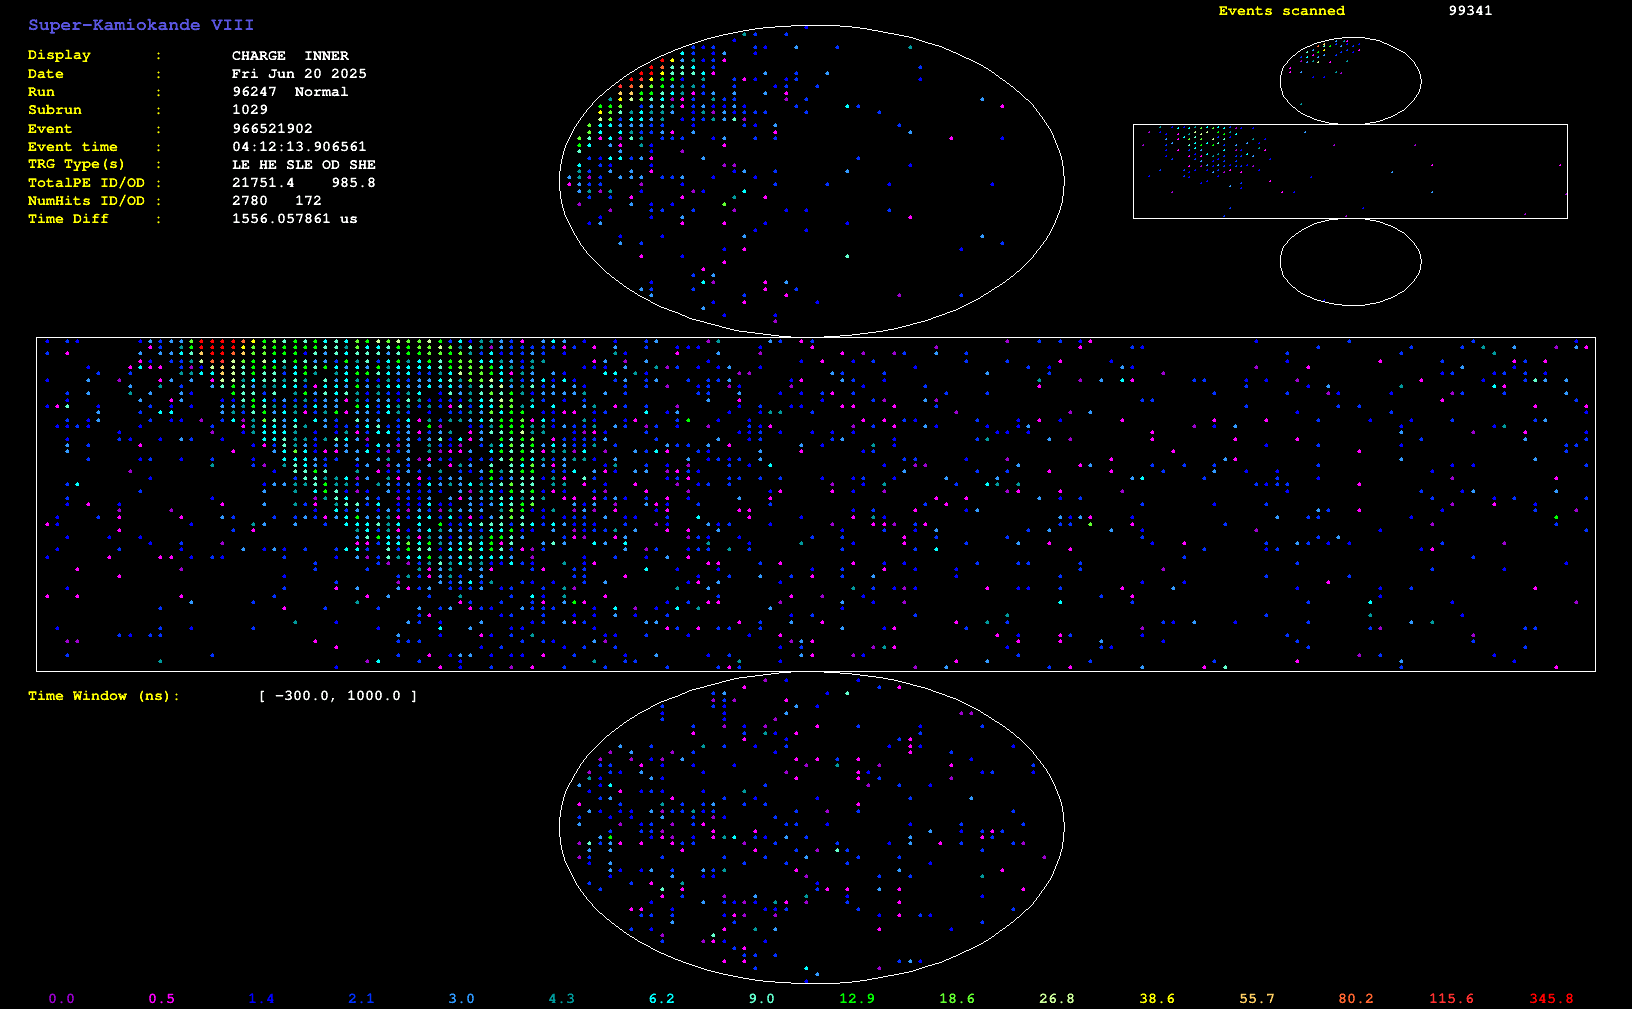 Super-Kamiokande VIII
Display : CHARGE INNER
Date : Fri Jun 20 2025
Run : 96247 Normal
Subrun : 1029
Event : 966521902
Event time : 04:12:13.906561
TRG Type(s) : LE HE SLE OD SHE
TotalPE ID/OD : 21751.4 985.8
NumHits ID/OD : 2780 172
Time Diff : 1556.057861 us
Events scanned 99341
Time Window (ns): [ −300.0, 1000.0 ]
0.0 0.5 1.4 2.1 3.0 4.3 6.2 9.0 12.9 18.6 26.8 38.6 55.7 80.2 115.6 345.8